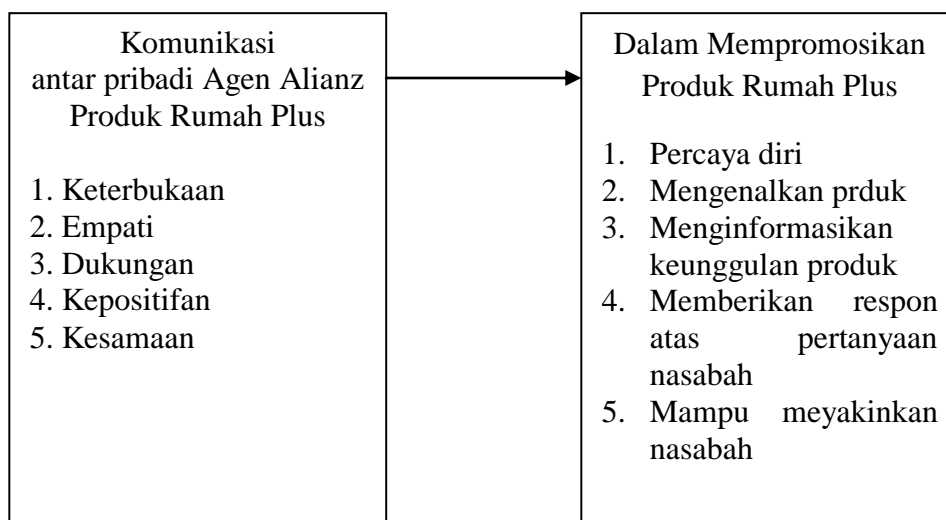 Komunikasi
antar pribadi Agen Alianz
Produk Rumah Plus
1. Keterbukaan
2. Empati
3. Dukungan
4. Kepositifan
5. Kesamaan
Dalam Mempromosikan
Produk Rumah Plus
1. Percaya diri
2. Mengenalkan prduk
3. Menginformasikan
keunggulan produk
4. Memberikan respon
atas pertanyaan
nasabah
5. Mampu meyakinkan
nasabah